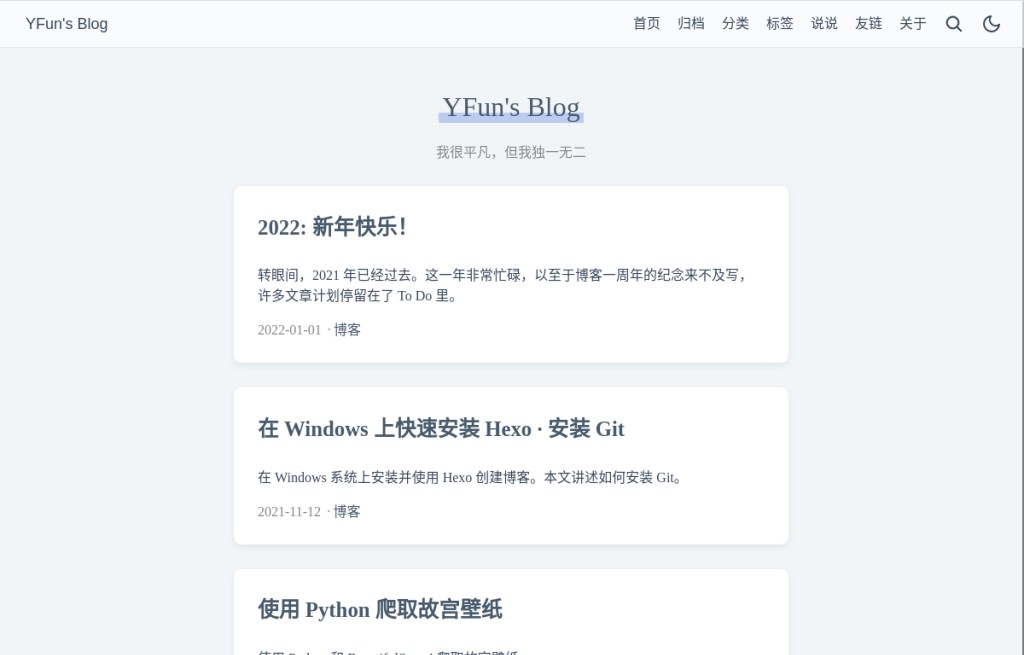 YFun's Blog
首页 归档 分类 标签 说说 友链 关于
YFun's Blog
我很平凡，但我独一无二
2022: 新年快乐！
转眼间，2021 年已经过去。这一年非常忙碌，以至于博客一周年的纪念来不及写，
许多文章计划停留在了 To Do 里。
2022-01-01 · 博客
在 Windows 上快速安装 Hexo · 安装 Git
在 Windows 系统上安装并使用 Hexo 创建博客。本文讲述如何安装 Git。
2021-11-12 · 博客
使用 Python 爬取故宫壁纸